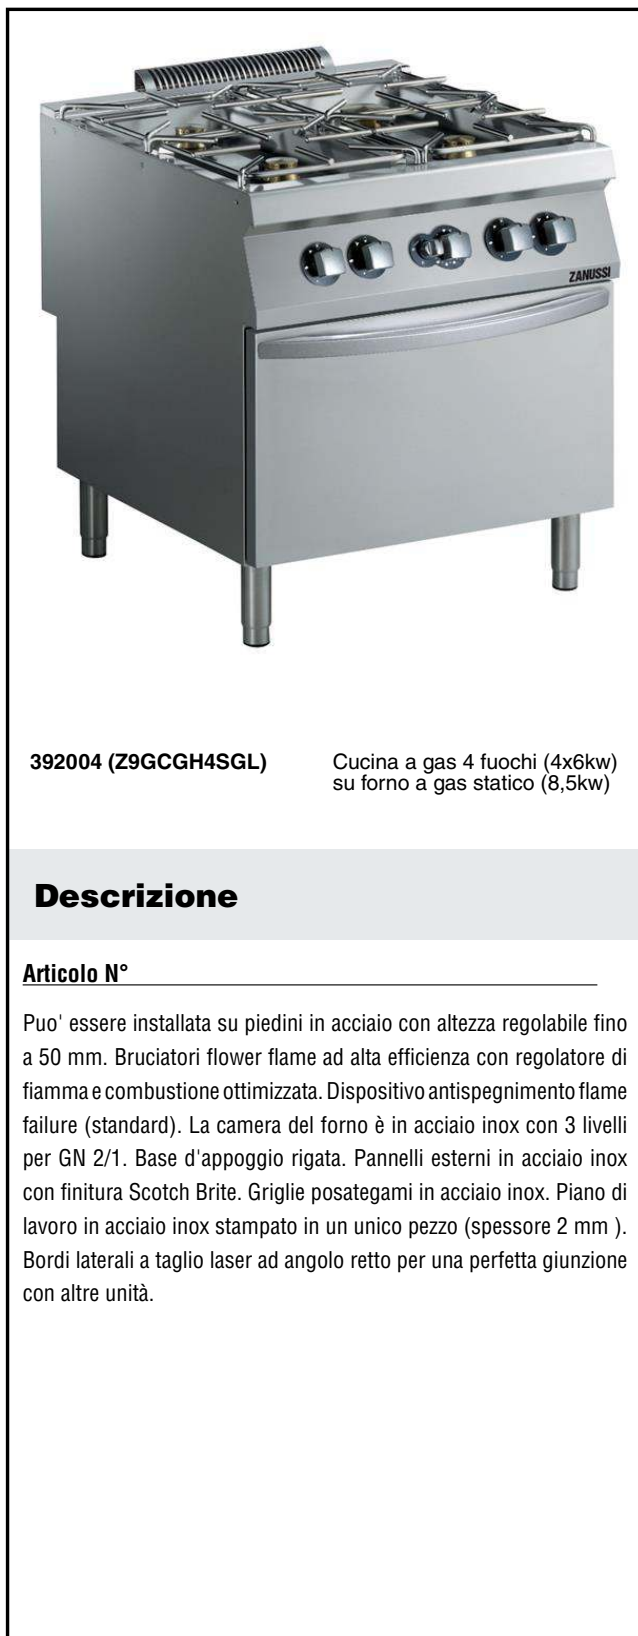 ZANUSSI
392004 (Z9GCGH4SGL)
Cucina a gas 4 fuochi (4x6kw)
su forno a gas statico (8,5kw)
Descrizione
Articolo N°
Puo' essere installata su piedini in acciaio con altezza regolabile fino
a 50 mm. Bruciatori flower flame ad alta efficienza con regolatore di
fiamma e combustione ottimizzata. Dispositivo antispegnimento flame
failure (standard). La camera del forno è in acciaio inox con 3 livelli
per GN 2/1. Base d'appoggio rigata. Pannelli esterni in acciaio inox
con finitura Scotch Brite. Griglie posategami in acciaio inox. Piano di
lavoro in acciaio inox stampato in un unico pezzo (spessore 2 mm ).
Bordi laterali a taglio laser ad angolo retto per una perfetta giunzione
con altre unità.